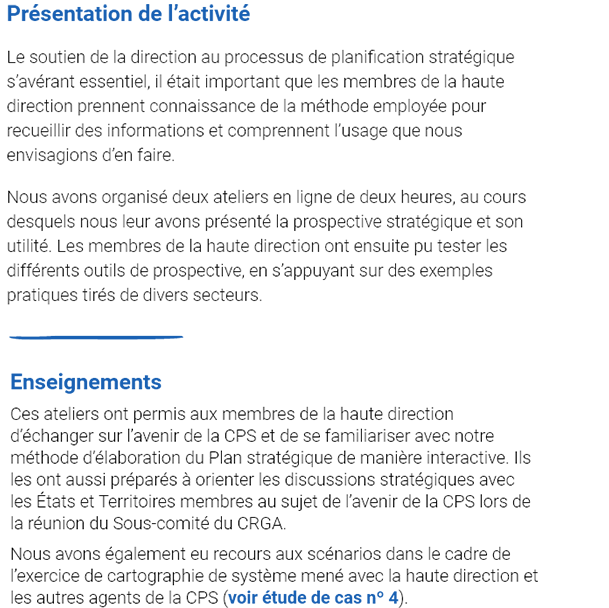 Présentation de l’activité
Le soutien de la direction au processus de planification stratégique
s’avérant essentiel, il était important que les membres de la haute
direction prennent connaissance de la méthode employée pour
recueillir des informations et comprennent l’usage que nous
envisagions d’en faire.
Nous avons organisé deux ateliers en ligne de deux heures, au cours
desquels nous leur avons présenté la prospective stratégique et son
utilité. Les membres de la haute direction ont ensuite pu tester les
différents outils de prospective, en s’appuyant sur des exemples
pratiques tirés de divers secteurs.
Enseignements
Ces ateliers ont permis aux membres de la haute direction
d’échanger sur l’avenir de la CPS et de se familiariser avec notre
méthode d’élaboration du Plan stratégique de manière interactive. Ils
les ont aussi préparés à orienter les discussions stratégiques avec
les États et Territoires membres au sujet de l’avenir de la CPS lors de
la réunion du Sous-comité du CRGA.
Nous avons également eu recours aux scénarios dans le cadre de
l’exercice de cartographie de système mené avec la haute direction et
les autres agents de la CPS (voir étude de cas nº 4).